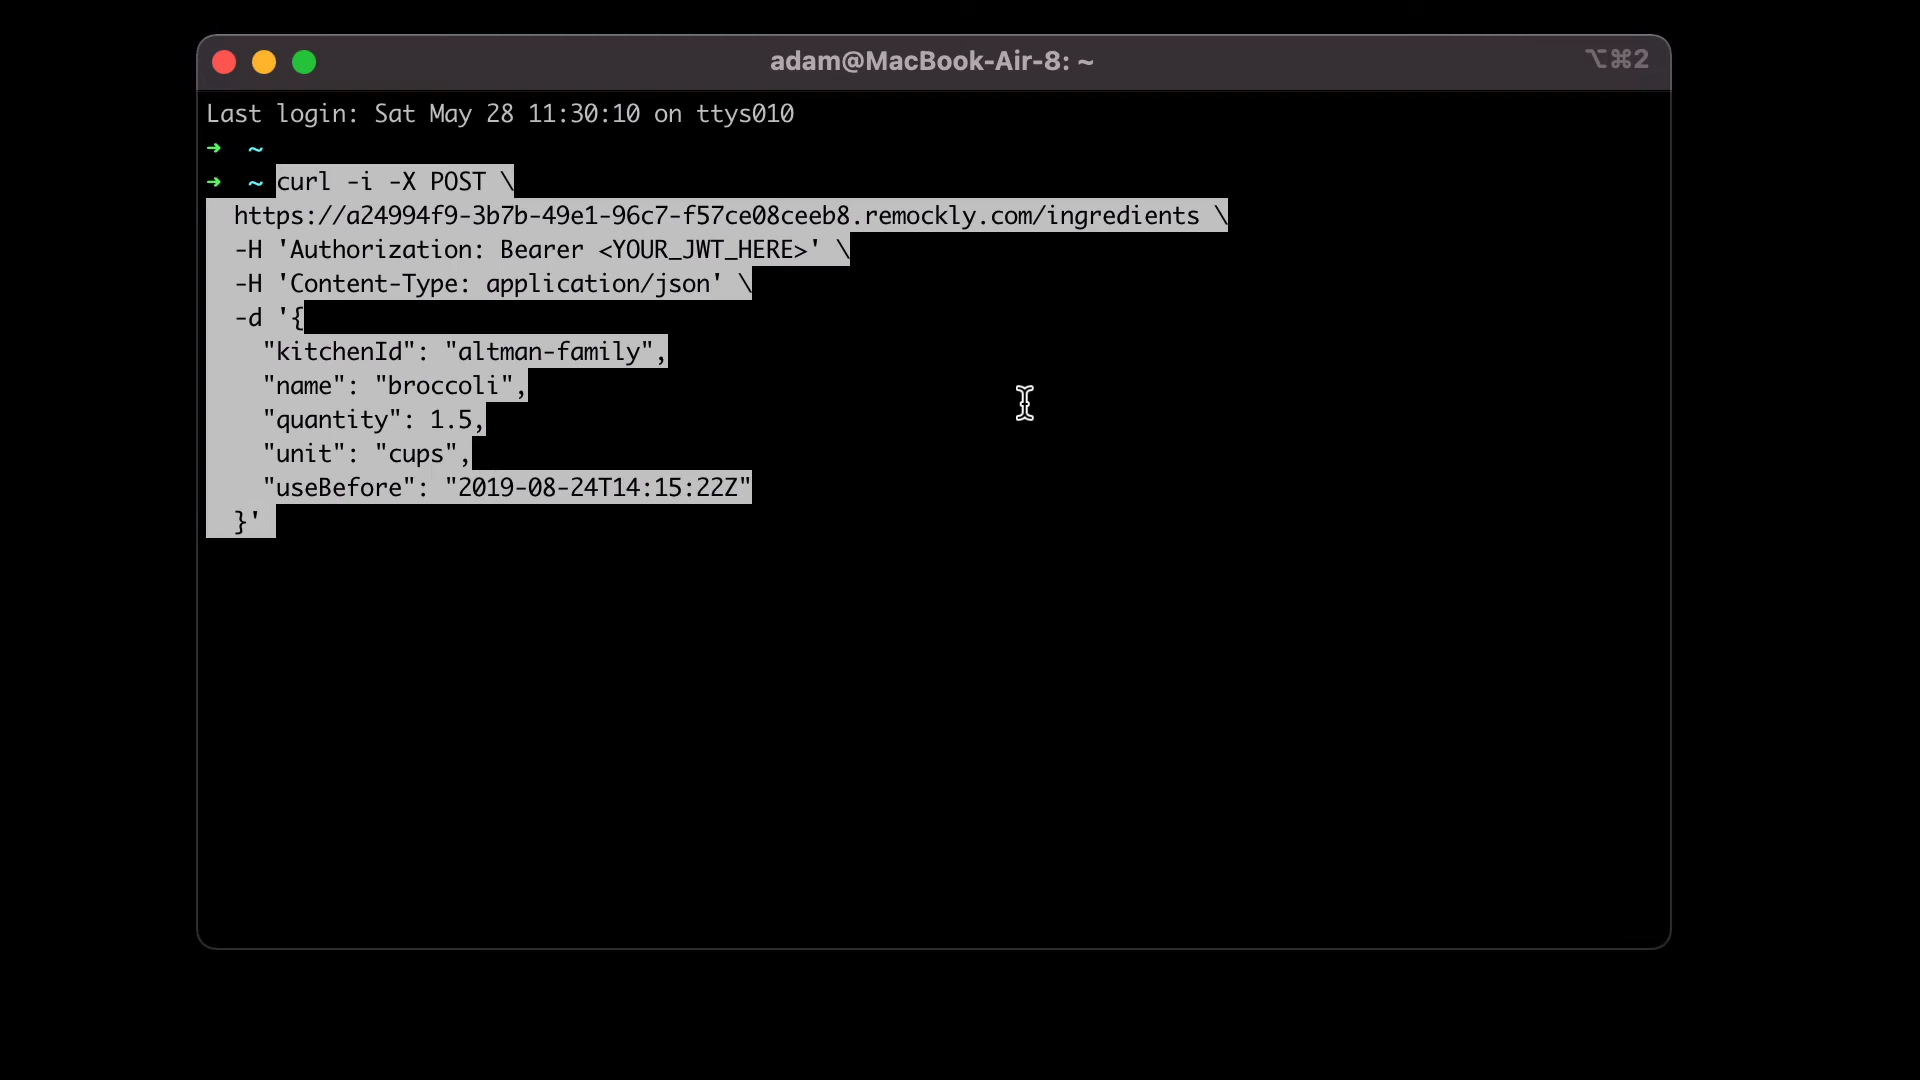 adam@MacBook-Air-8: ~
⌥⌘2
Last login: Sat May 28 11:30:10 on ttys010
➜  ~
➜  ~ curl -i -X POST \
  https://a24994f9-3b7b-49e1-96c7-f57ce08ceeb8.remockly.com/ingredients \
  -H 'Authorization: Bearer <YOUR_JWT_HERE>' \
  -H 'Content-Type: application/json' \
  -d '{
    "kitchenId": "altman-family",
    "name": "broccoli",
    "quantity": 1.5,
    "unit": "cups",
    "useBefore": "2019-08-24T14:15:22Z"
  }'